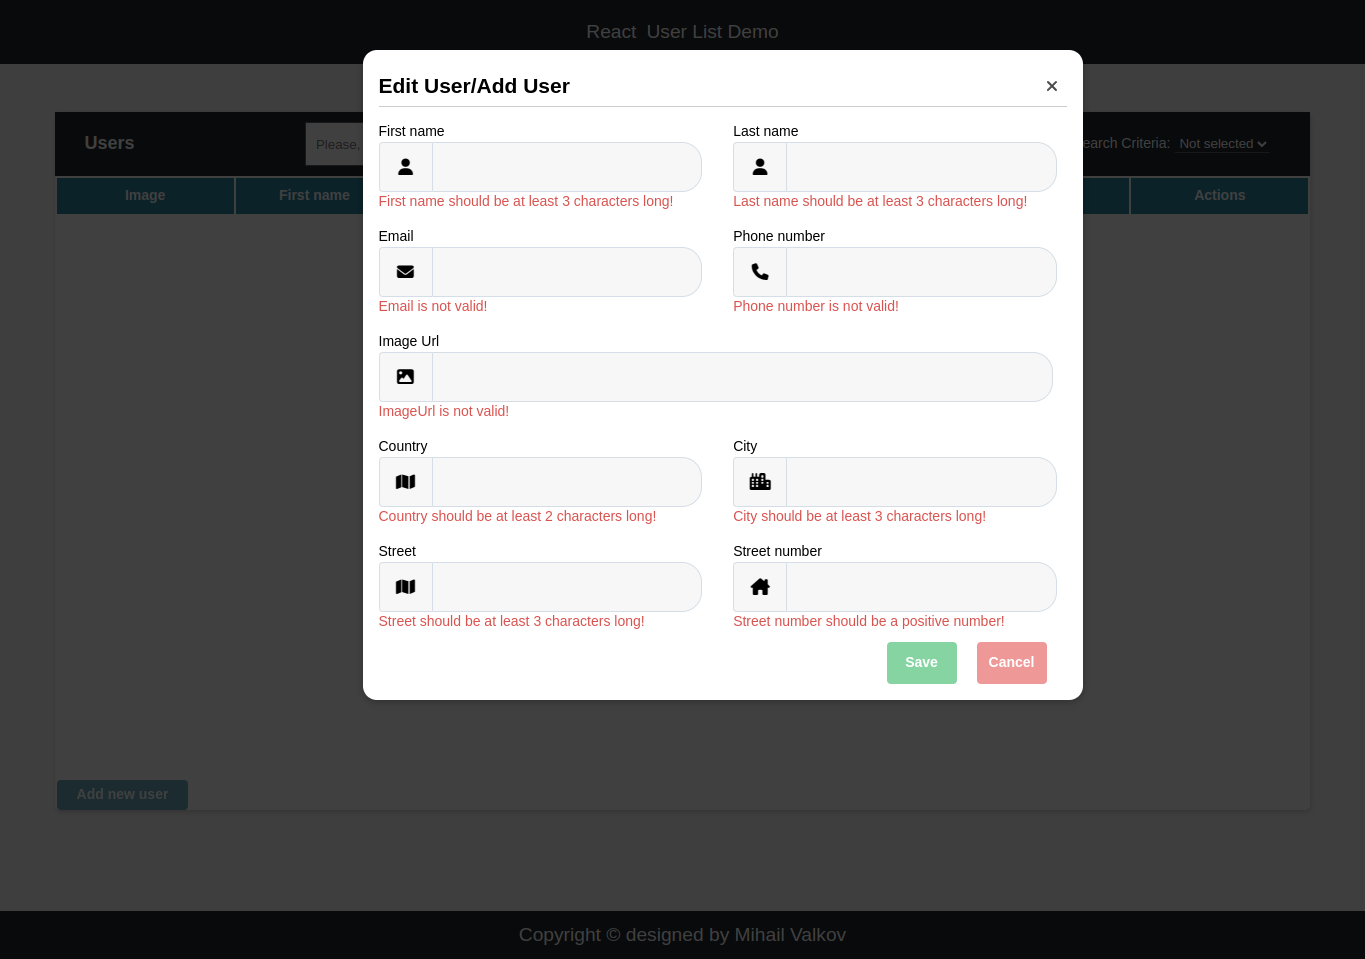 React  User List Demo
Edit User/Add User
Users
Please,
earch Criteria: Not selected
Image
First name
Actions
First name
Last name
First name should be at least 3 characters long!
Last name should be at least 3 characters long!
Email
Phone number
Email is not valid!
Phone number is not valid!
Image Url
ImageUrl is not valid!
Country
City
Country should be at least 2 characters long!
City should be at least 3 characters long!
Street
Street number
Street should be at least 3 characters long!
Street number should be a positive number!
Save
Cancel
Add new user
Copyright © designed by Mihail Valkov